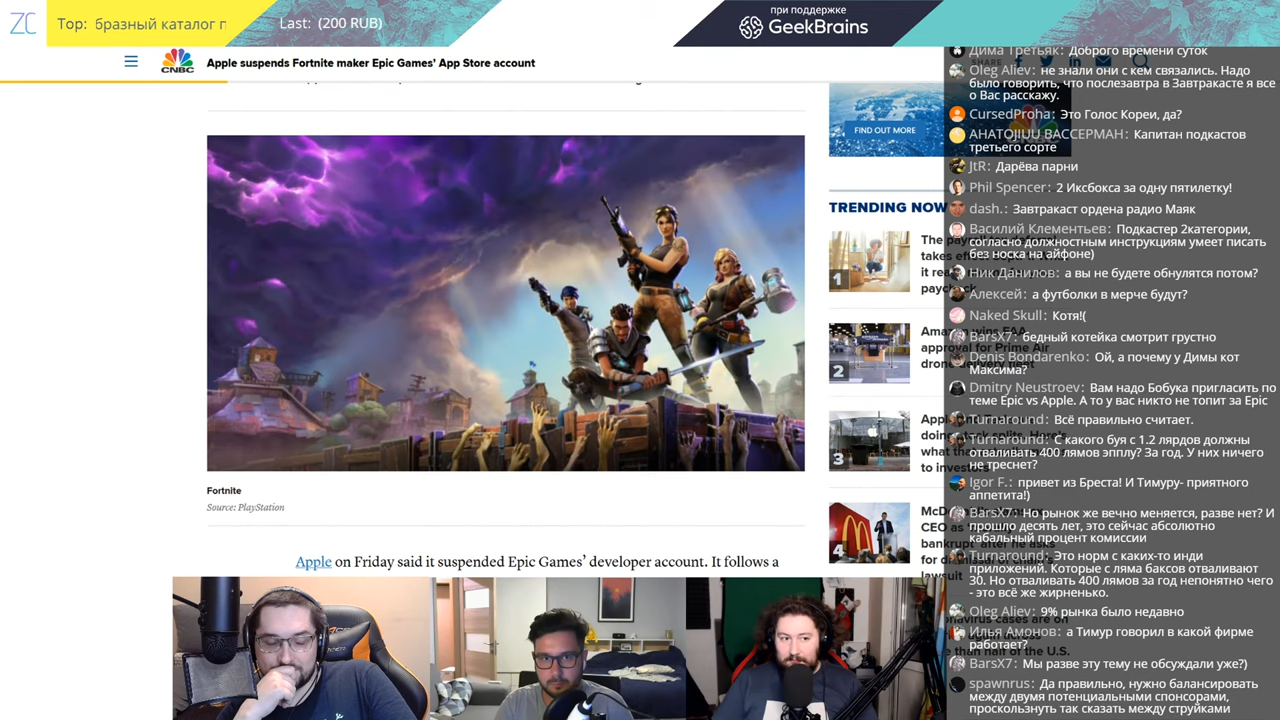 ZC
Top:
бразный каталог
Last: (200 RUB)
при поддержке
GeekBrains
CNBC
Apple suspends Fortnite maker Epic Games' App Store account
SHARE
FIND OUT MORE
TRENDING NOW
The
takes
it
1
2
3
4
Fortnite
Source: PlayStation
Apple on Friday said it suspended Epic Games' developer account. It follows a
Дима Третьяк: Доброго времени суток
Oleg Aliev: не знали они с кем связались. Надо
было говорить, что послезавтра в Завтракасте я все
о Вас расскажу.
CursedProha: Это Голос Кореи, да?
АНАТОЈIIUU ВАССЕРМАН: Капитан подкастов
третьего сорте
JtR: Дарёва парни
Phil Spencer: 2 Иксбокса за одну пятилетку!
dash.: Завтракаст ордена радио Маяк
Василий Клементьев: Подкастер 2категории,
согласно должностным инструкциям умеет писать
без носка на айфоне)
Ник Данилов: а вы не будете обнулятся потом?
Алексей: а футболки в мерче будут?
Naked Skull: Котя!(
BarsX7: бедный котейка смотрит грустно
Denis Bondarenko: Ой, а почему у Димы кот
Максима?
Dmitry Neustroev: Вам надо Бобука пригласить по
теме Epic vs Apple. А то у вас никто не топит за Epic
Turnaround: Всё правильно считает.
Turnaround: С какого буя с 1.2 лярдов должны
отваливать 400 лямов эпплу? За год. У них ничего
не треснет?
Igor F.: привет из Бреста! И Тимуру- приятного
аппетита!)
BarsX7: Но рынок же вечно меняется, разве нет? И
прошло десять лет, это сейчас абсолютно
кабальный процент комиссии
Turnaround: Это норм с каких-то инди
приложений. Которые с ляма баксов отваливают
30. Но отваливать 400 лямов за год непонятно чего
- это всё же жирненько.
Oleg Aliev: 9% рынка было недавно
Илья Амонов: а Тимур говорил в какой фирме
работает?
BarsX7: Мы разве эту тему не обсуждали уже?)
spawnrus: Да правильно, нужно балансировать
между двумя потенциальными спонсорами,
проскользнуть так сказать между струйками